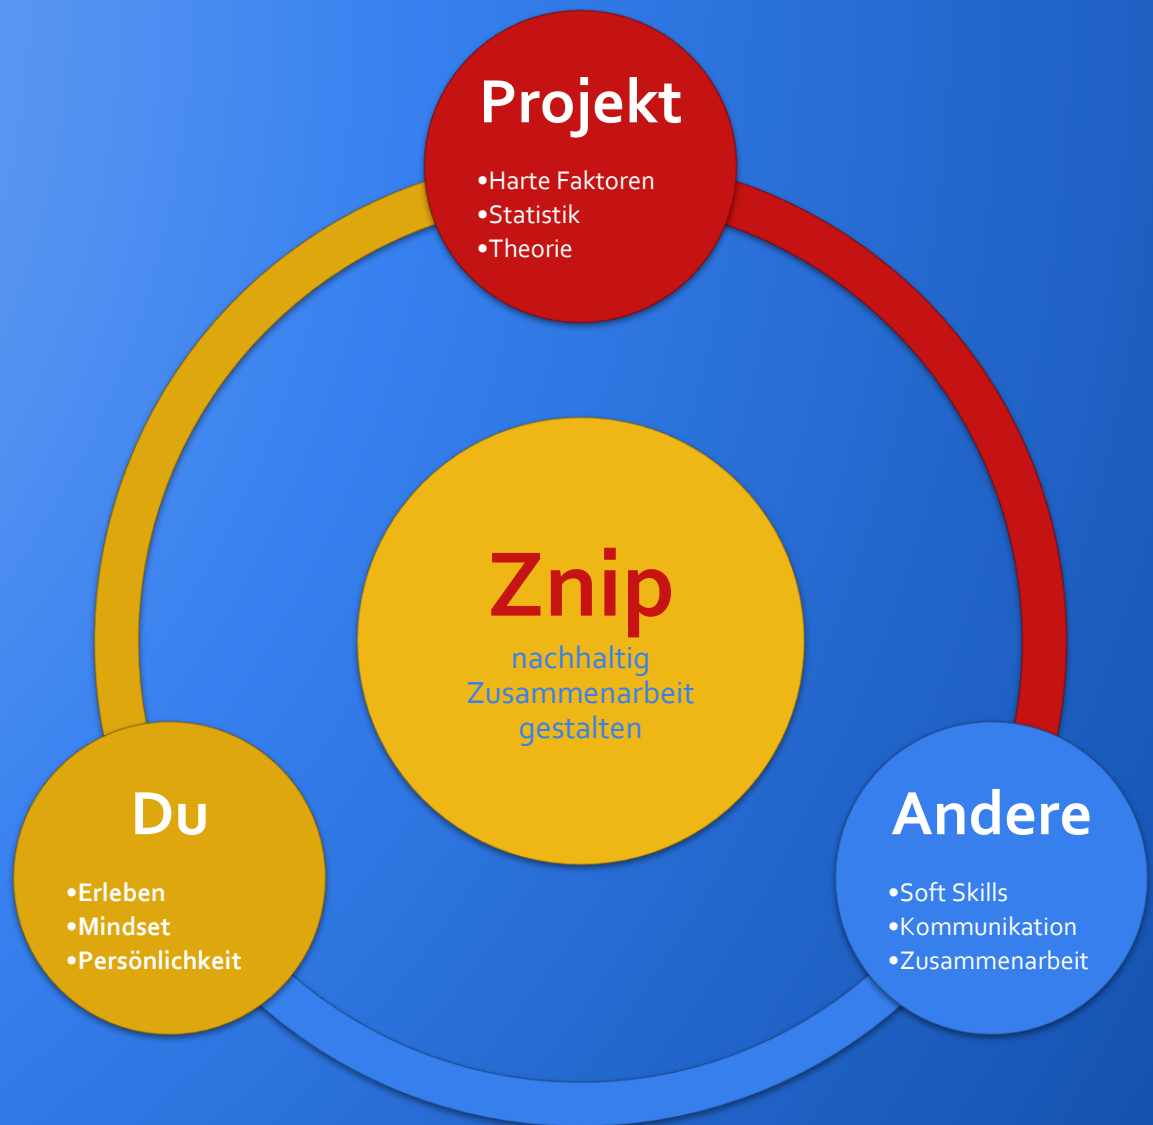 Projekt
•Harte Faktoren
•Statistik
•Theorie
Znip
nachhaltig
Zusammenarbeit
gestalten
Du
•Erleben
•Mindset
•Persönlichkeit
Andere
•Soft Skills
•Kommunikation
•Zusammenarbeit